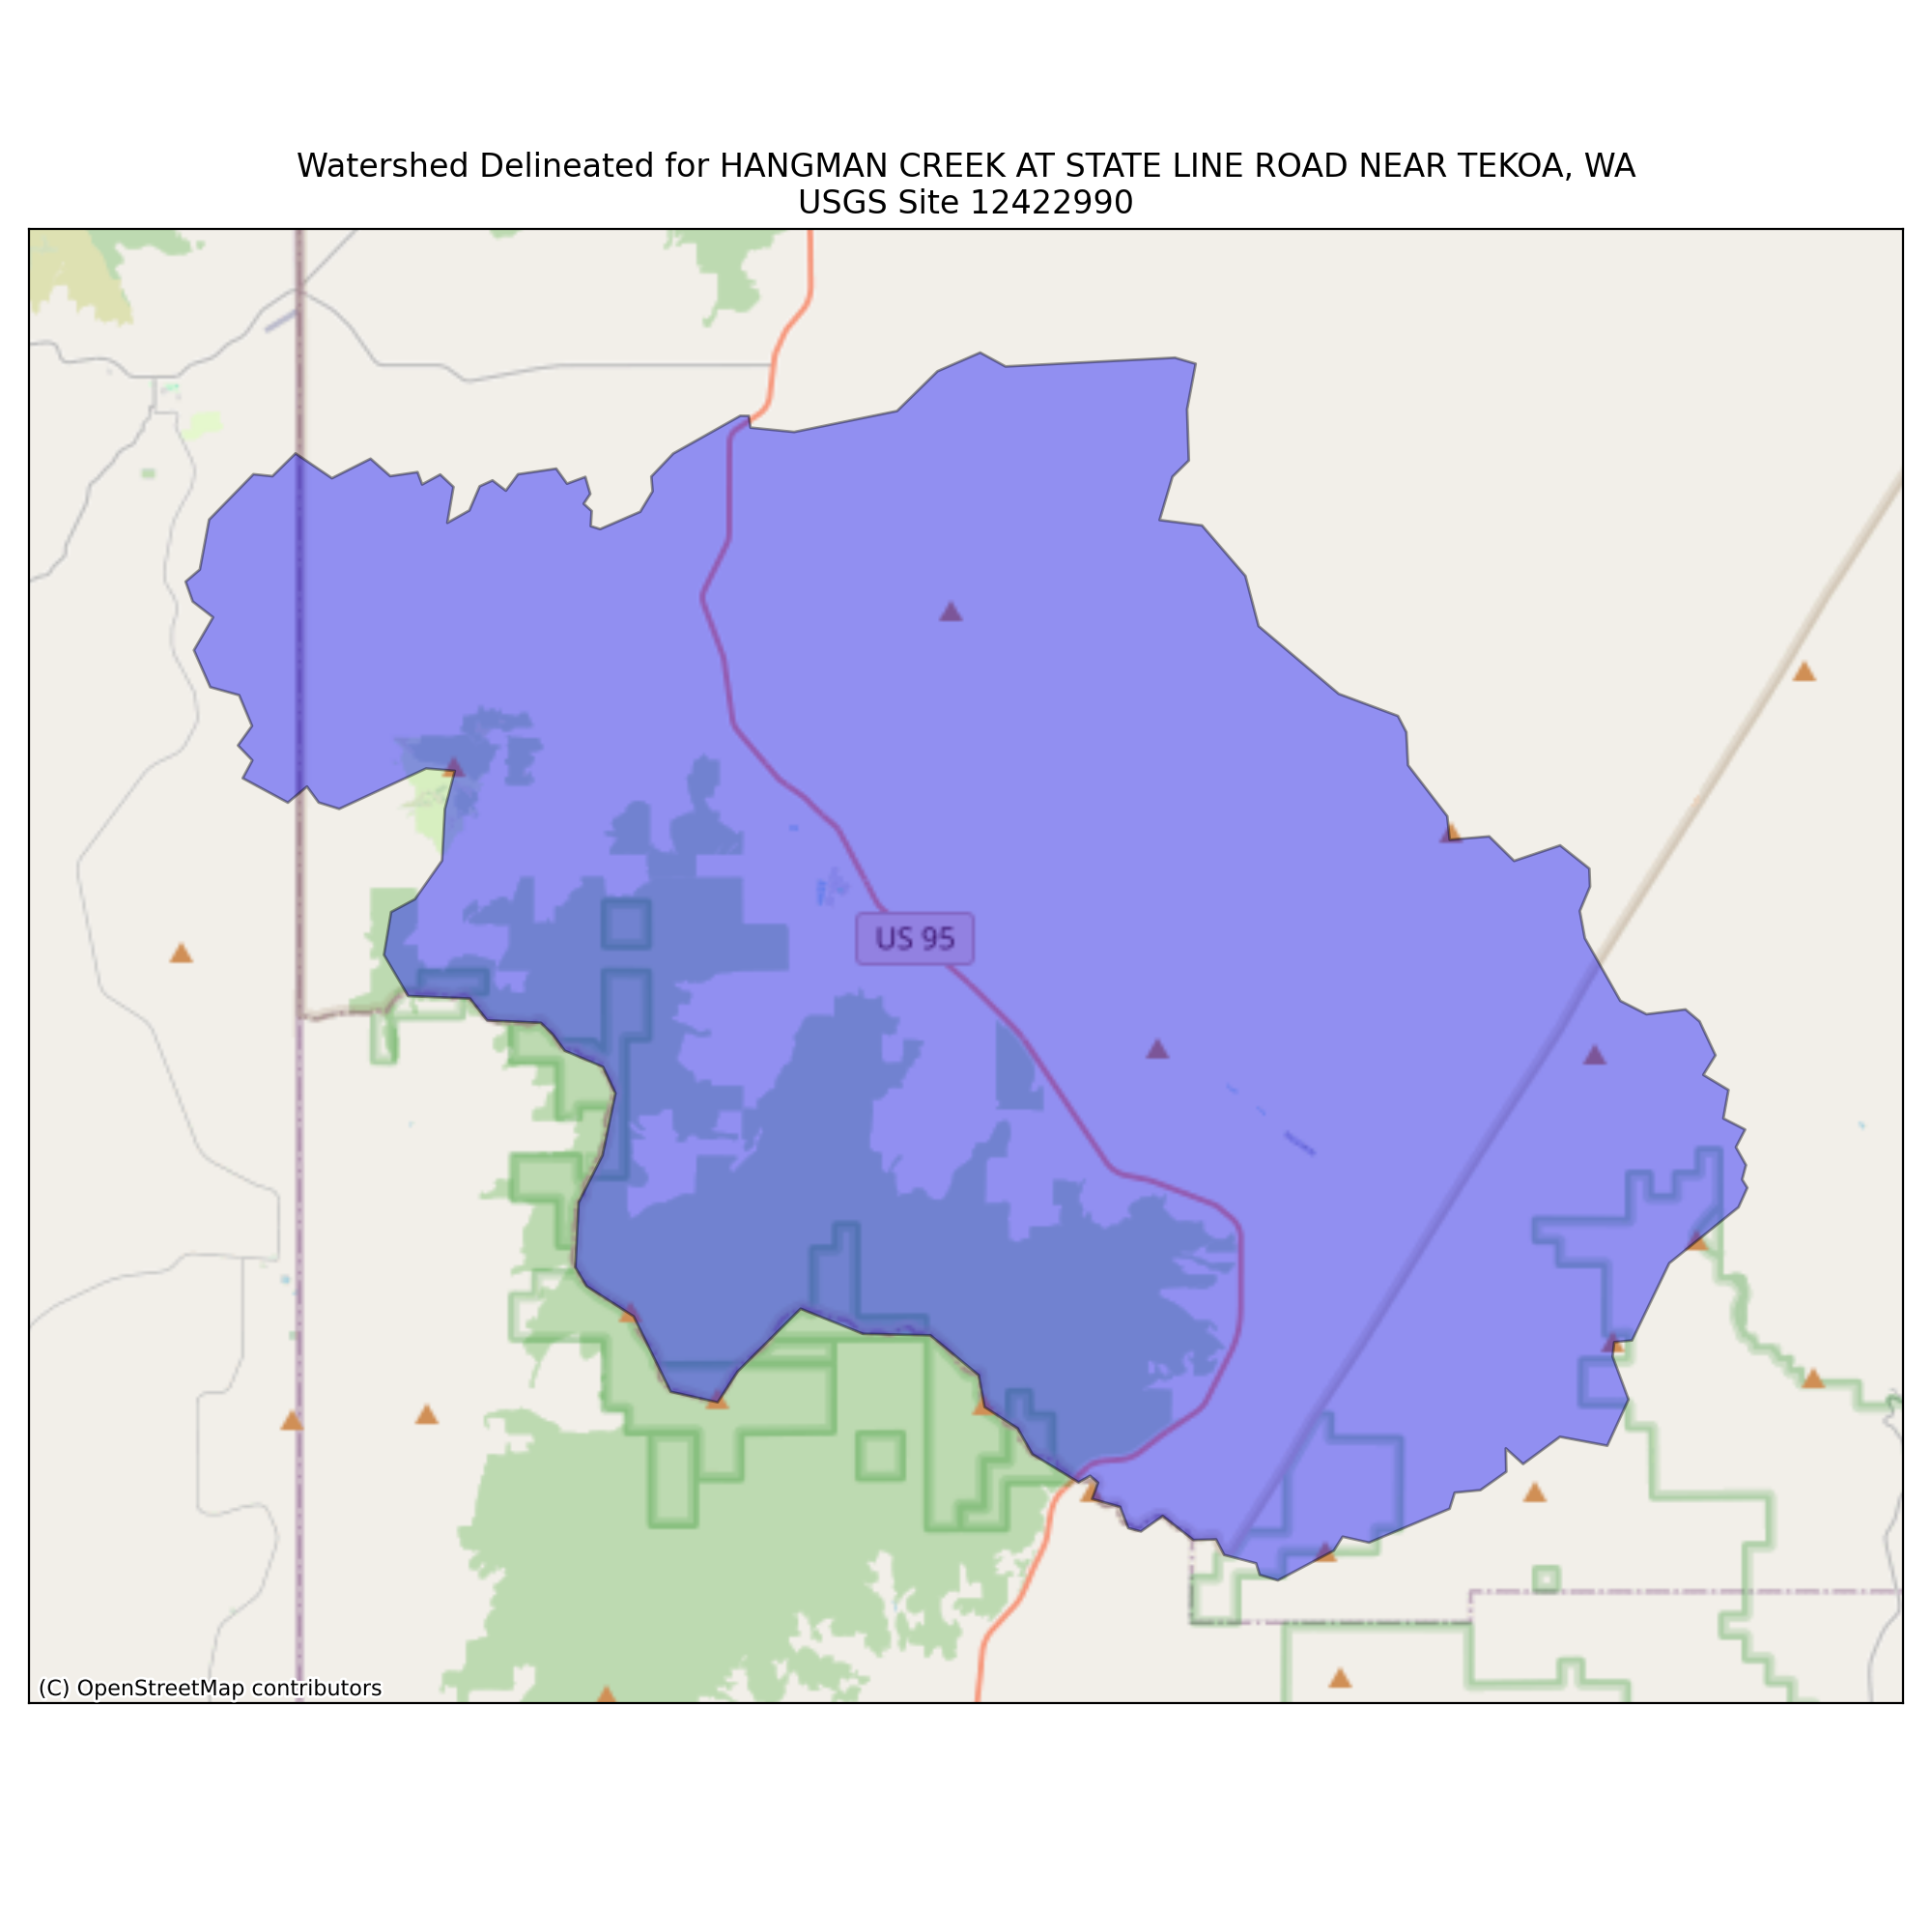 Watershed Delineated for HANGMAN CREEK AT STATE LINE ROAD NEAR TEKOA, WA
USGS Site 12422990
US 95
(C) OpenStreetMap contributors